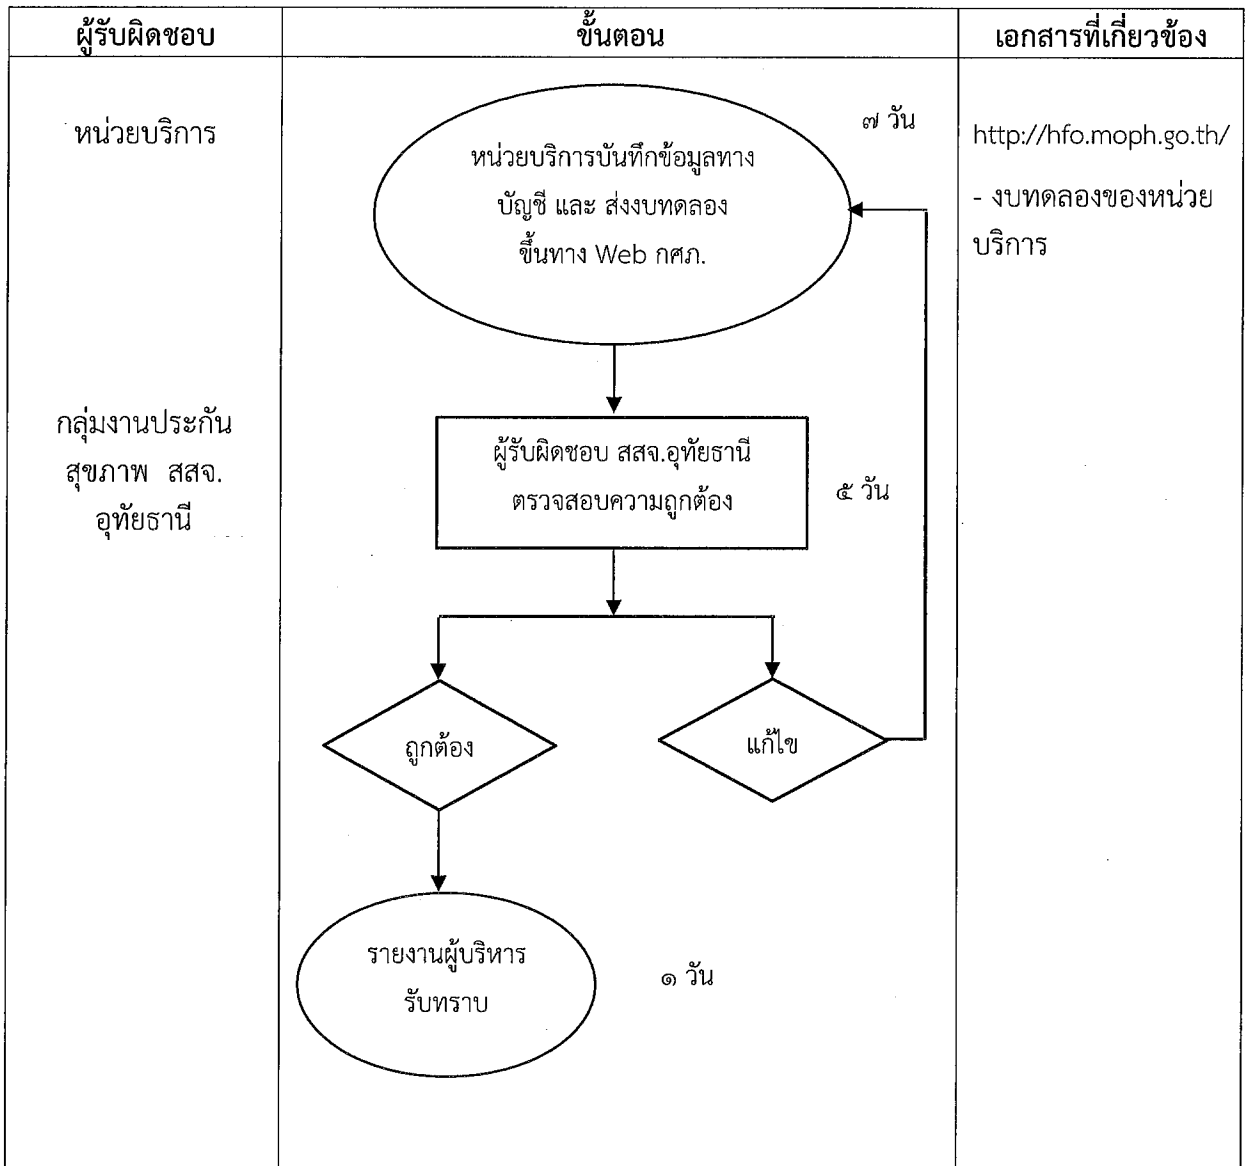 ผู้รับผิดชอบ
ขั้นตอน
เอกสารที่เกี่ยวข้อง
หน่วยบริการ
หน่วยบริการบันทึกข้อมูลทาง
บัญชี และ ส่งงบทดลอง
ขึ้นทาง Web กศภ.
๗ วัน
http://hfo.moph.go.th/
- งบทดลองของหน่วย
บริการ
กลุ่มงานประกัน
สุขภาพ สสจ.
อุทัยธานี
ผู้รับผิดชอบ สสจ.อุทัยธานี
ตรวจสอบความถูกต้อง
๕ วัน
ถูกต้อง
แก้ไข
รายงานผู้บริหาร
รับทราบ
๑ วัน